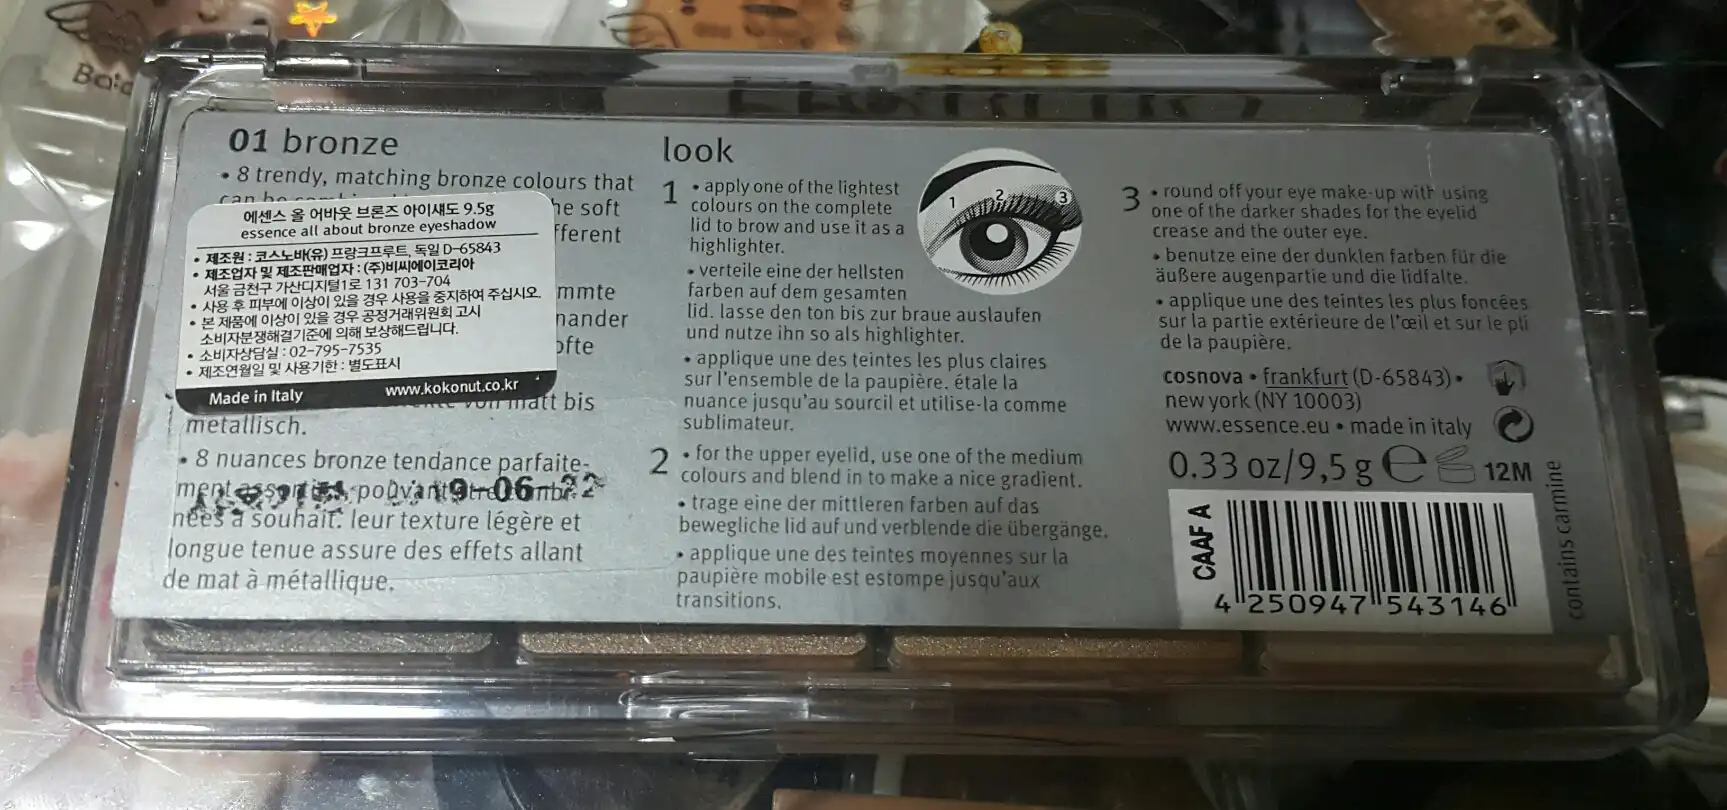 01 bronze
• 8 trendy, matching bronze colours that
he soft
fferent
에센스 올 어바웃 브론즈 아이섀도 9.5g
essence all about bronze eyeshadow
• 제조원 : 코스노바(유) 프랑크프루트, 독일 D-65843
• 제조업자 및 제조판매업자 : (주)비씨에이코리아
서울 금천구 가산디지털1로 131 703-704
• 사용 후 피부에 이상이 있을 경우 사용을 중지하여 주십시오.
• 본 제품에 이상이 있을 경우 공정거래위원회 고시
소비자분쟁해결기준에 의해 보상해드립니다.
• 소비자상담실 : 02-795-7535
• 제조연월일 및 사용기한 : 별도표시
Made in Italy www.kokonut.co.kr
mmte
nander
ofte
von matt bis
metallisch.
• 8 nuances bronze tendance parfaite-
ment
19-06-22
nées à souhait. leur texture légère et
longue tenue assure des effets allant
de mat à métallique.
look
1 • apply one of the lightest
colours on the complete
lid to brow and use it as a
highlighter.
• verteile eine der hellsten
farben auf dem gesamten
lid. lasse den ton bis zur braue auslaufen
und nutze ihn so als highlighter.
• applique une des teintes les plus claires
sur l'ensemble de la paupière. étale la
nuance jusqu'au sourcil et utilise-la comme
sublimateur.
2 • for the upper eyelid, use one of the medium
colours and blend in to make a nice gradient.
• trage eine der mittleren farben auf das
bewegliche lid auf und verblende die übergänge.
• applique une des teintes moyennes sur la
paupière mobile est estompe jusqu'aux
transitions.
1 2 3
3 • round off your eye make-up with using
one of the darker shades for the eyelid
crease and the outer eye.
• benutze eine der dunklen farben für die
äußere augenpartie und die lidfalte.
• applique une des teintes les plus foncées
sur la partie extérieure de l'œil et sur le pli
de la paupière.
cosnova • frankfurt (D-65843) •
new york (NY 10003)
www.essence.eu • made in italy
0.33 oz/9,5 g e 12M
CAAF A
4 250947 543146
contains carmine